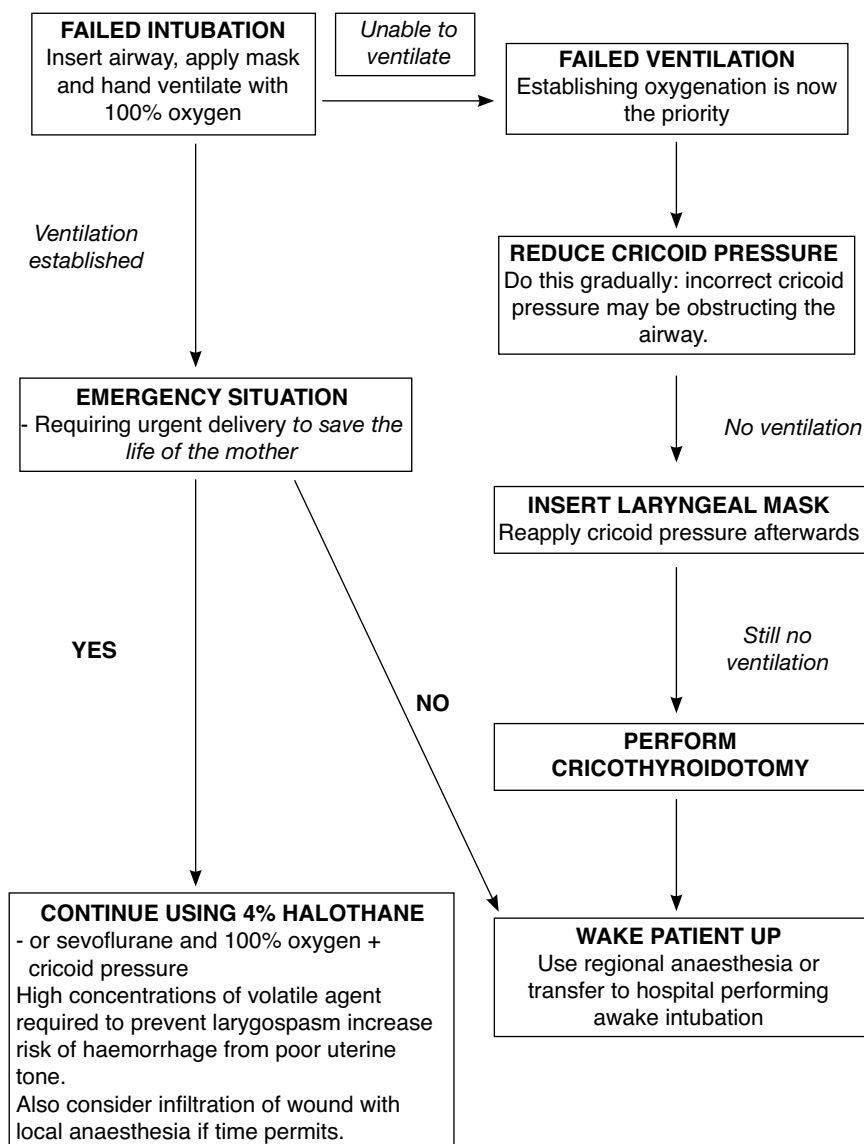 FAILED INTUBATION
Insert airway, apply mask
and hand ventilate with
100% oxygen
Unable to
ventilate
FAILED VENTILATION
Establishing oxygenation is now
the priority
Ventilation
established
REDUCE CRICOID PRESSURE
Do this gradually: incorrect cricoid
pressure may be obstructing the
airway.
EMERGENCY SITUATION
- Requiring urgent delivery to save the
life of the mother
No ventilation
INSERT LARYNGEAL MASK
Reapply cricoid pressure afterwards
YES
NO
Still no
ventilation
PERFORM
CRICOTHYROIDOTOMY
CONTINUE USING 4% HALOTHANE
- or sevoflurane and 100% oxygen +
cricoid pressure
High concentrations of volatile agent
required to prevent larygospasm increase
risk of haemorrhage from poor uterine
tone.
Also consider infiltration of wound with
local anaesthesia if time permits.
WAKE PATIENT UP
Use regional anaesthesia or
transfer to hospital performing
awake intubation